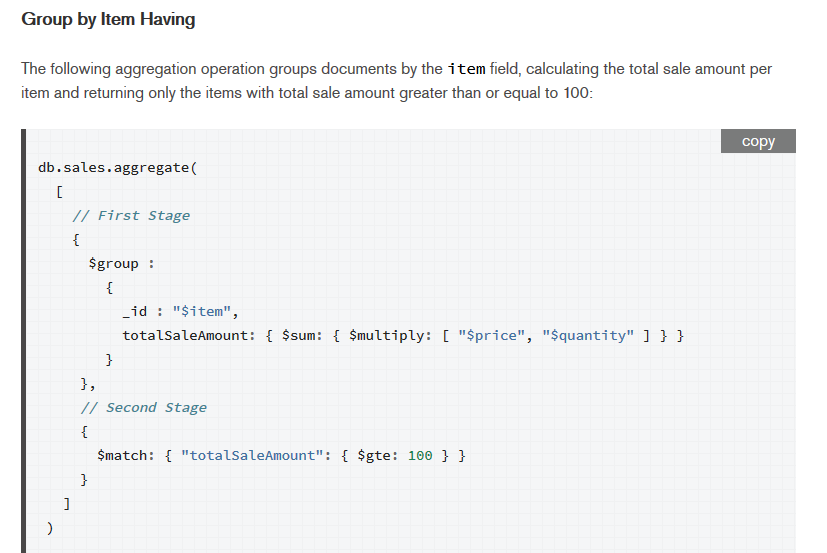 Group by Item Having
The following aggregation operation groups documents by the item field, calculating the total sale amount per
item and returning only the items with total sale amount greater than or equal to 100:
copy
db.sales.aggregate(
[
// First Stage
{
$group :
{
_id : "$item",
totalSaleAmount: { $sum: { $multiply: [ "$price", "$quantity" ] } }
}
},
// Second Stage
{
$match: { "totalSaleAmount": { $gte: 100 } }
}
]
)